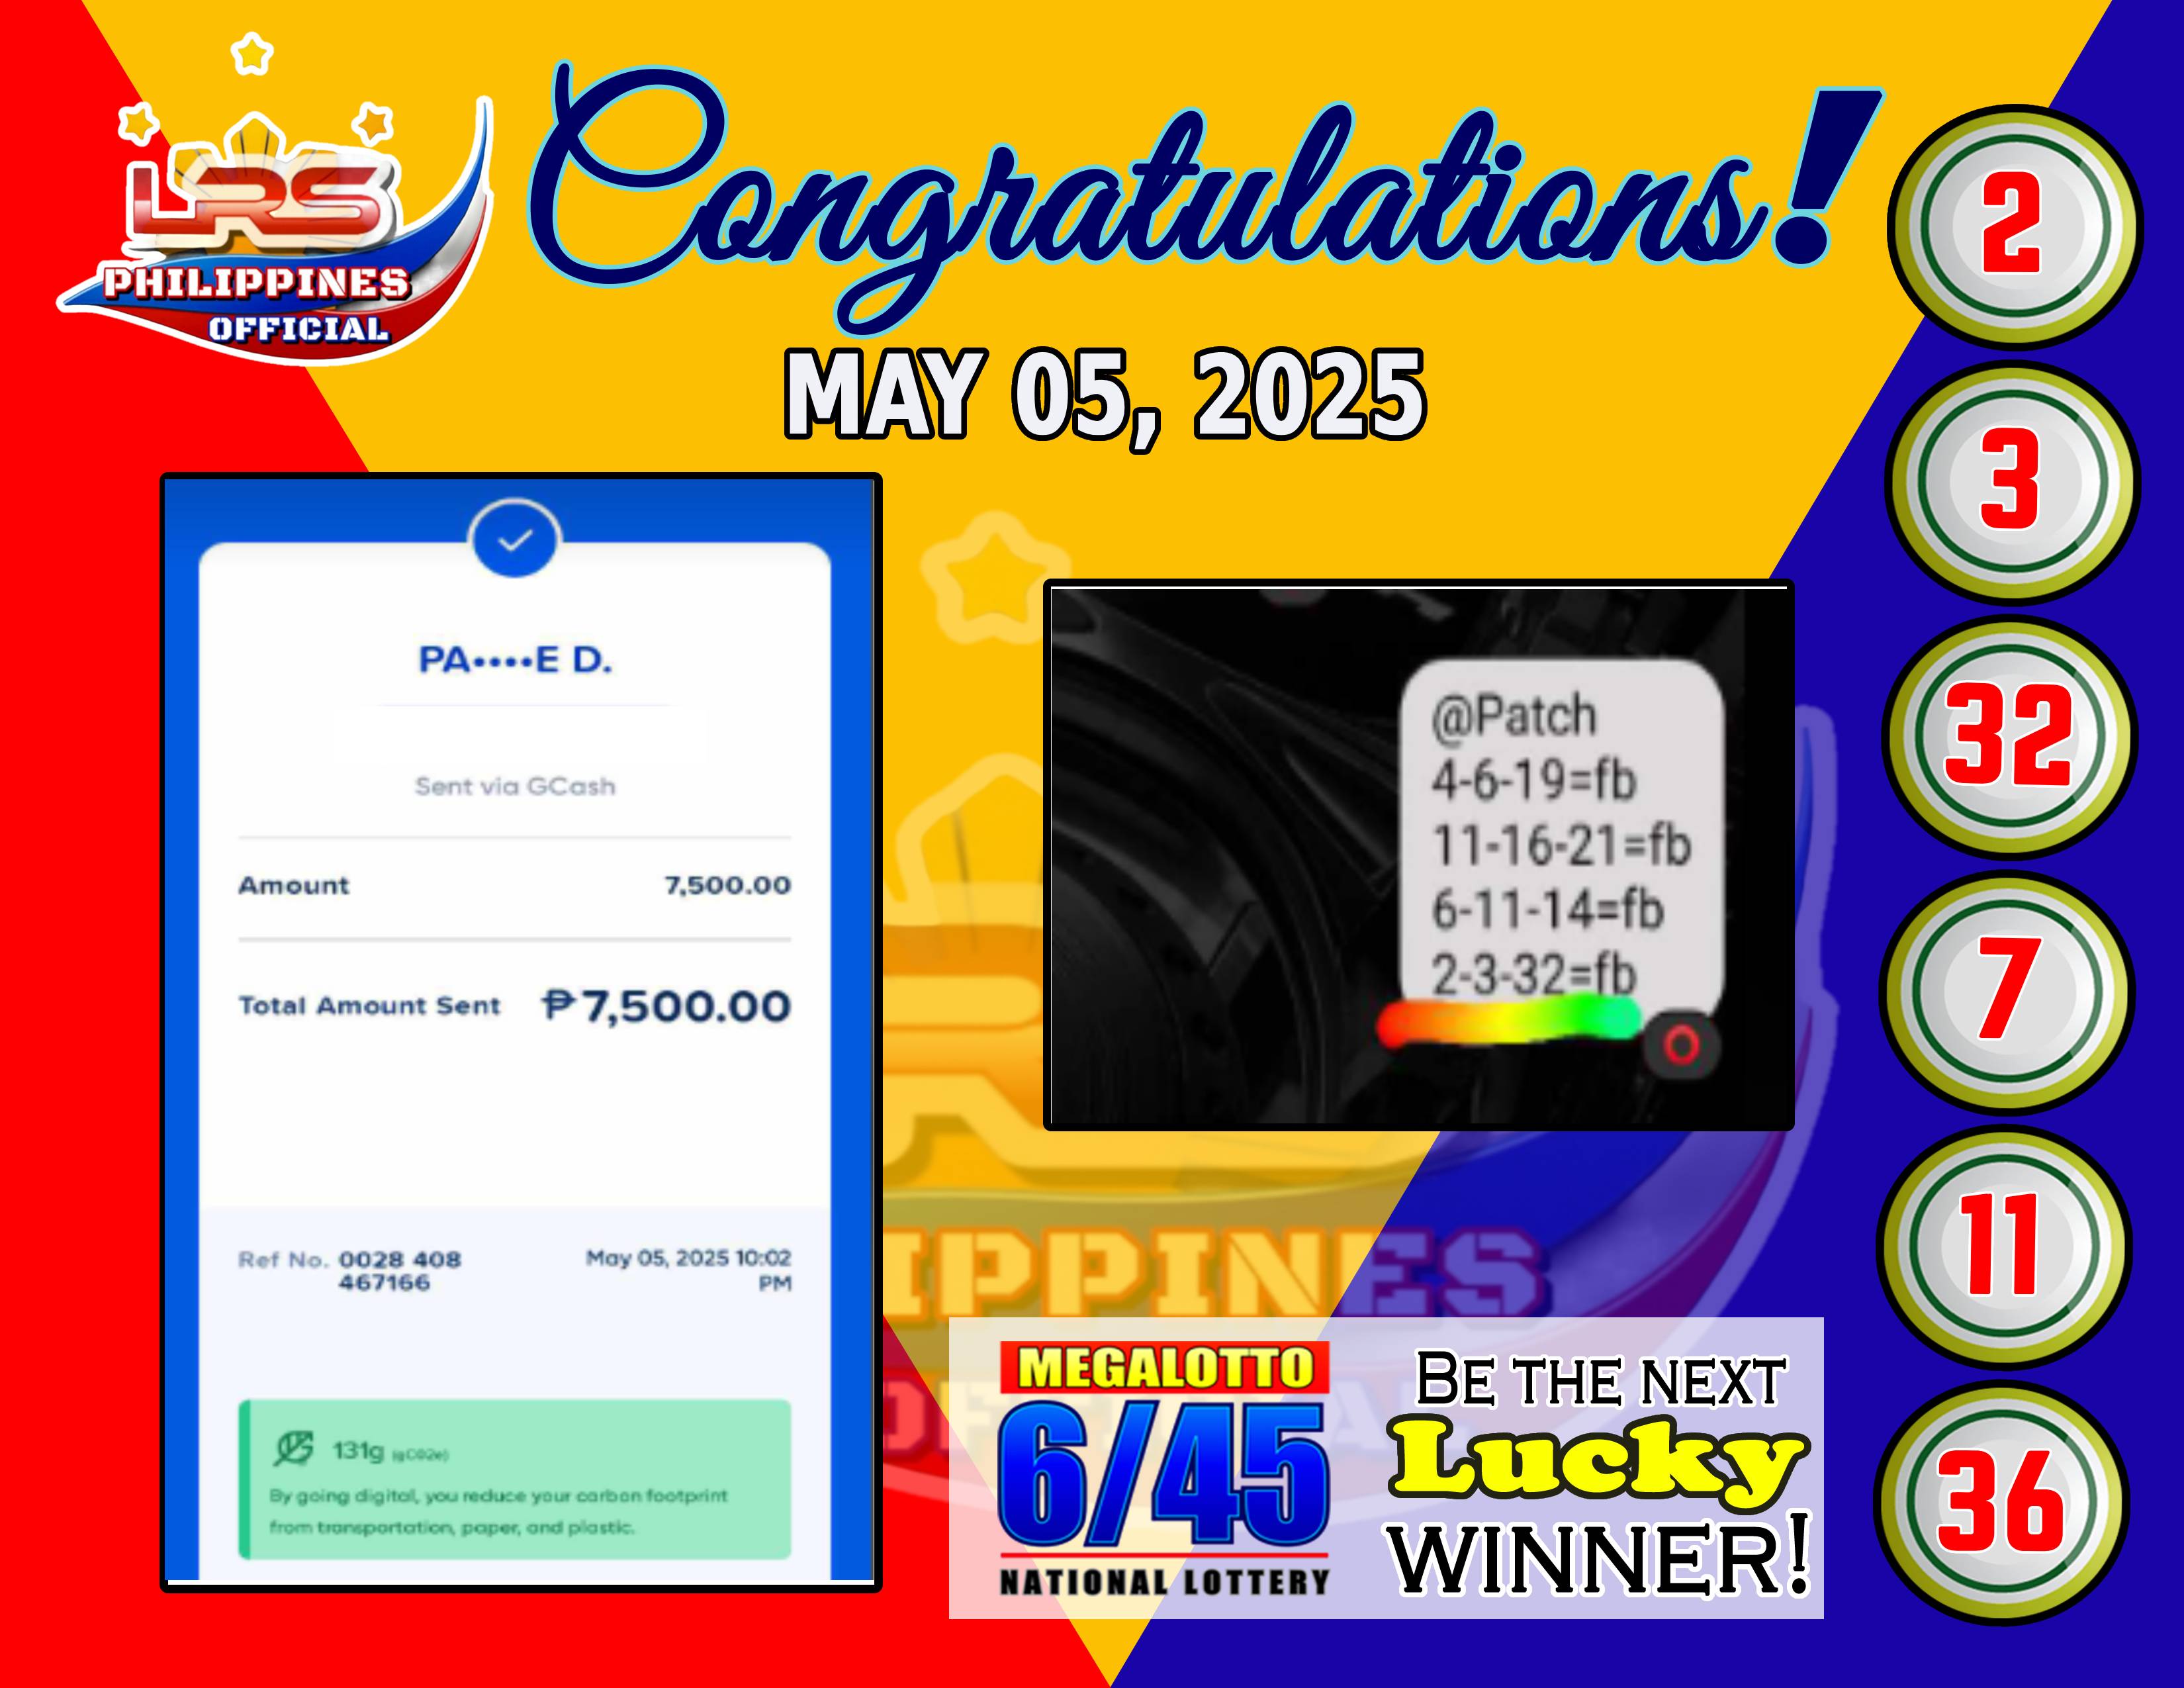 LRS
PHILIPPINES
OFFICIAL
Congratulations!
MAY 05, 2025
PA••••E D.
Sent via GCash
Amount 7,500.00
Total Amount Sent ₱7,500.00
Ref No. 0028 408 467166
May 05, 2025 10:02 PM
131g (gCO2e)
By going digital, you reduce your carbon footprint
from transportation, paper, and plastic.
@Patch
4-6-19=fb
11-16-21=fb
6-11-14=fb
2-3-32=fb
IPPINES
MEGALOTTO
6/45
NATIONAL LOTTERY
BE THE NEXT
Lucky
WINNER!
2
3
32
7
11
36